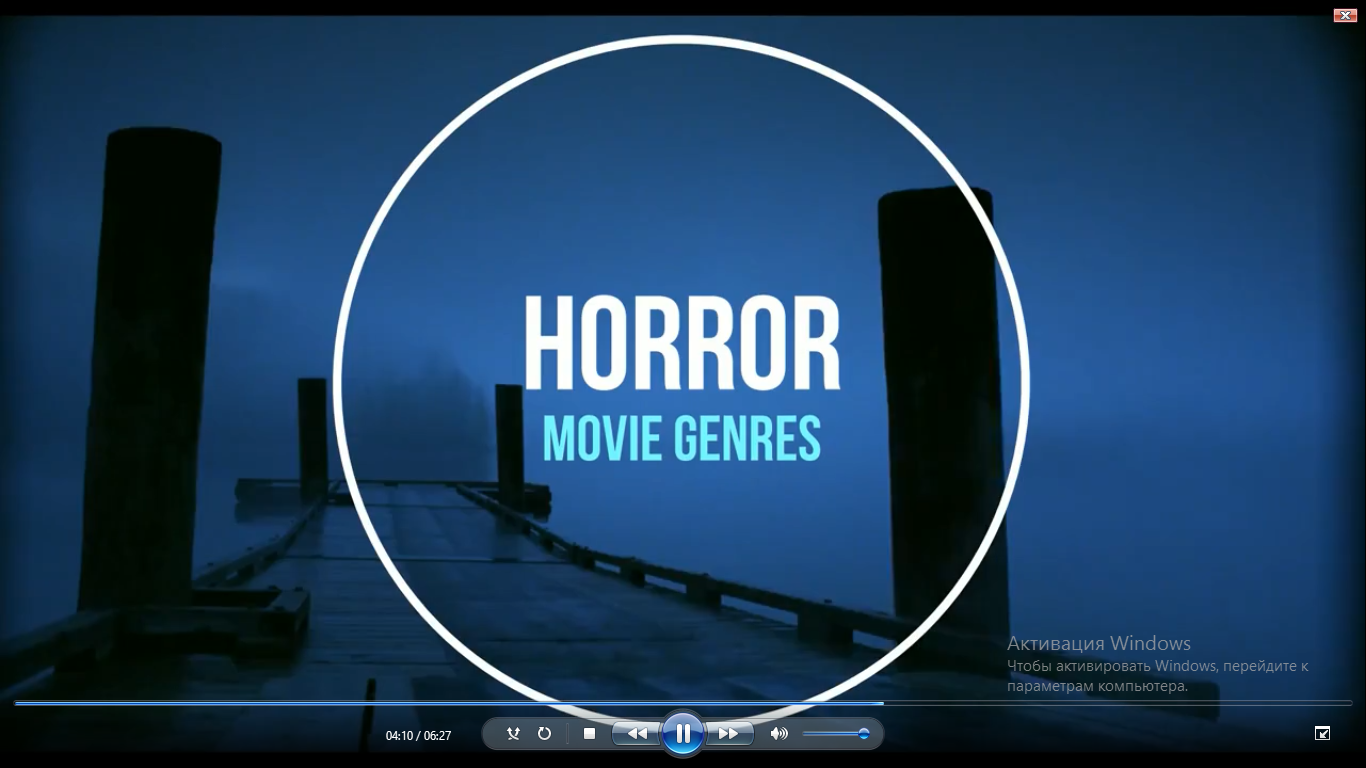 HORROR
MOVIE GENRES
Активация Windows
Чтобы активировать Windows, перейдите к
параметрам компьютера.
04:10 / 06:27